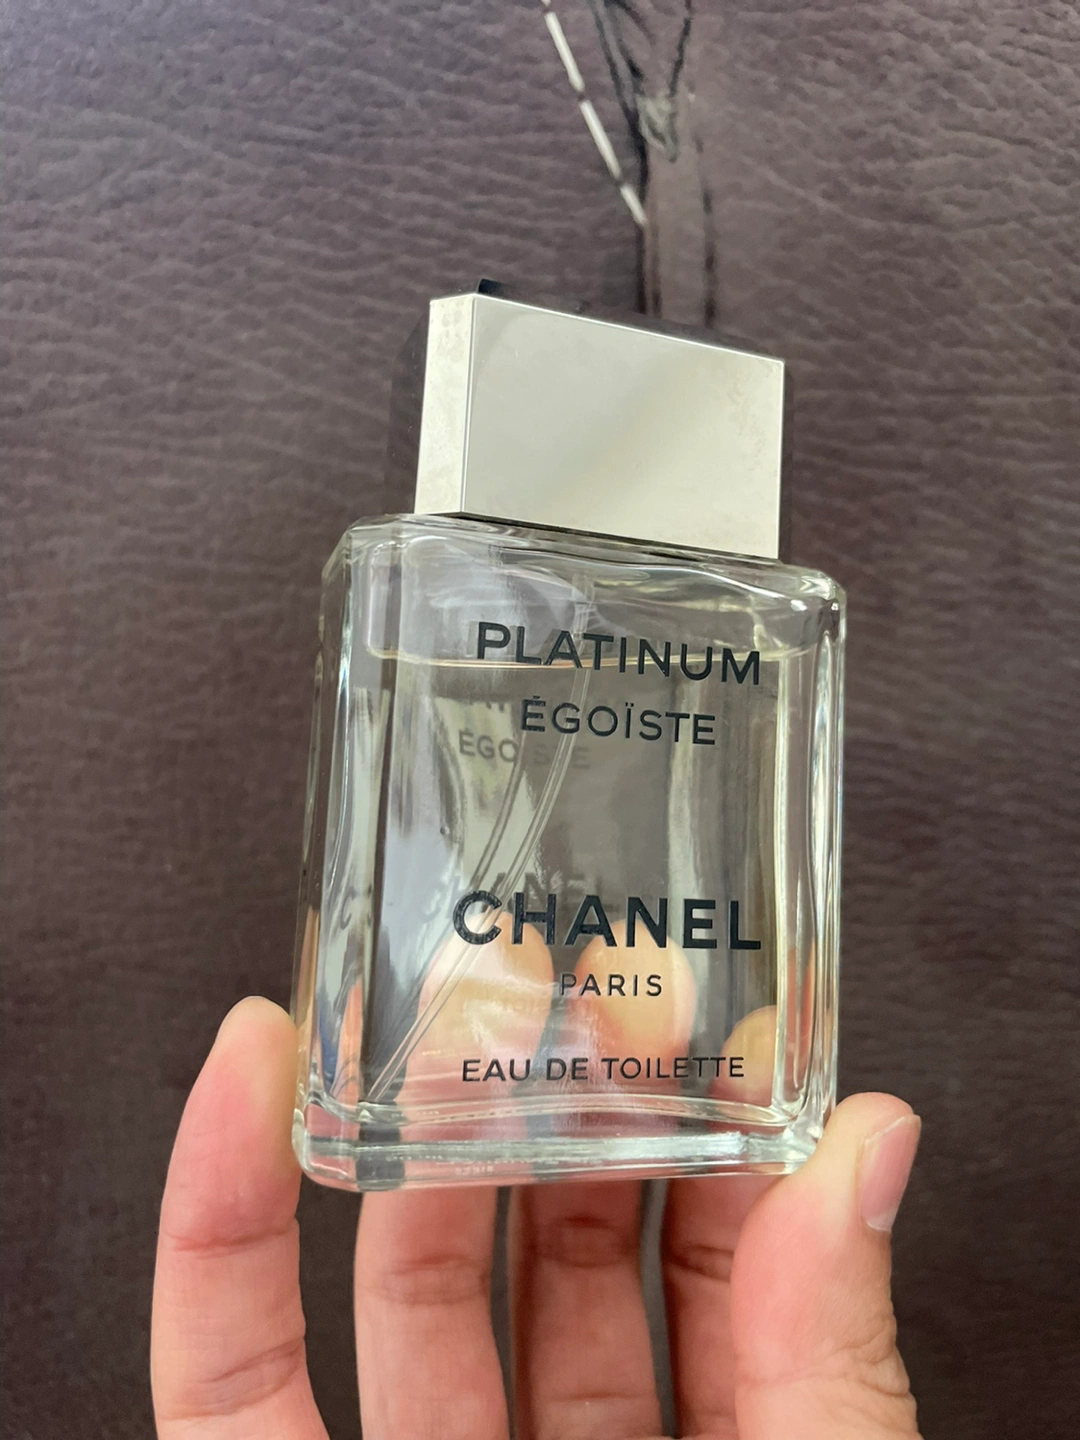 PLATINUM
ÉGOÏSTE
CHANEL
PARIS
EAU DE TOILETTE